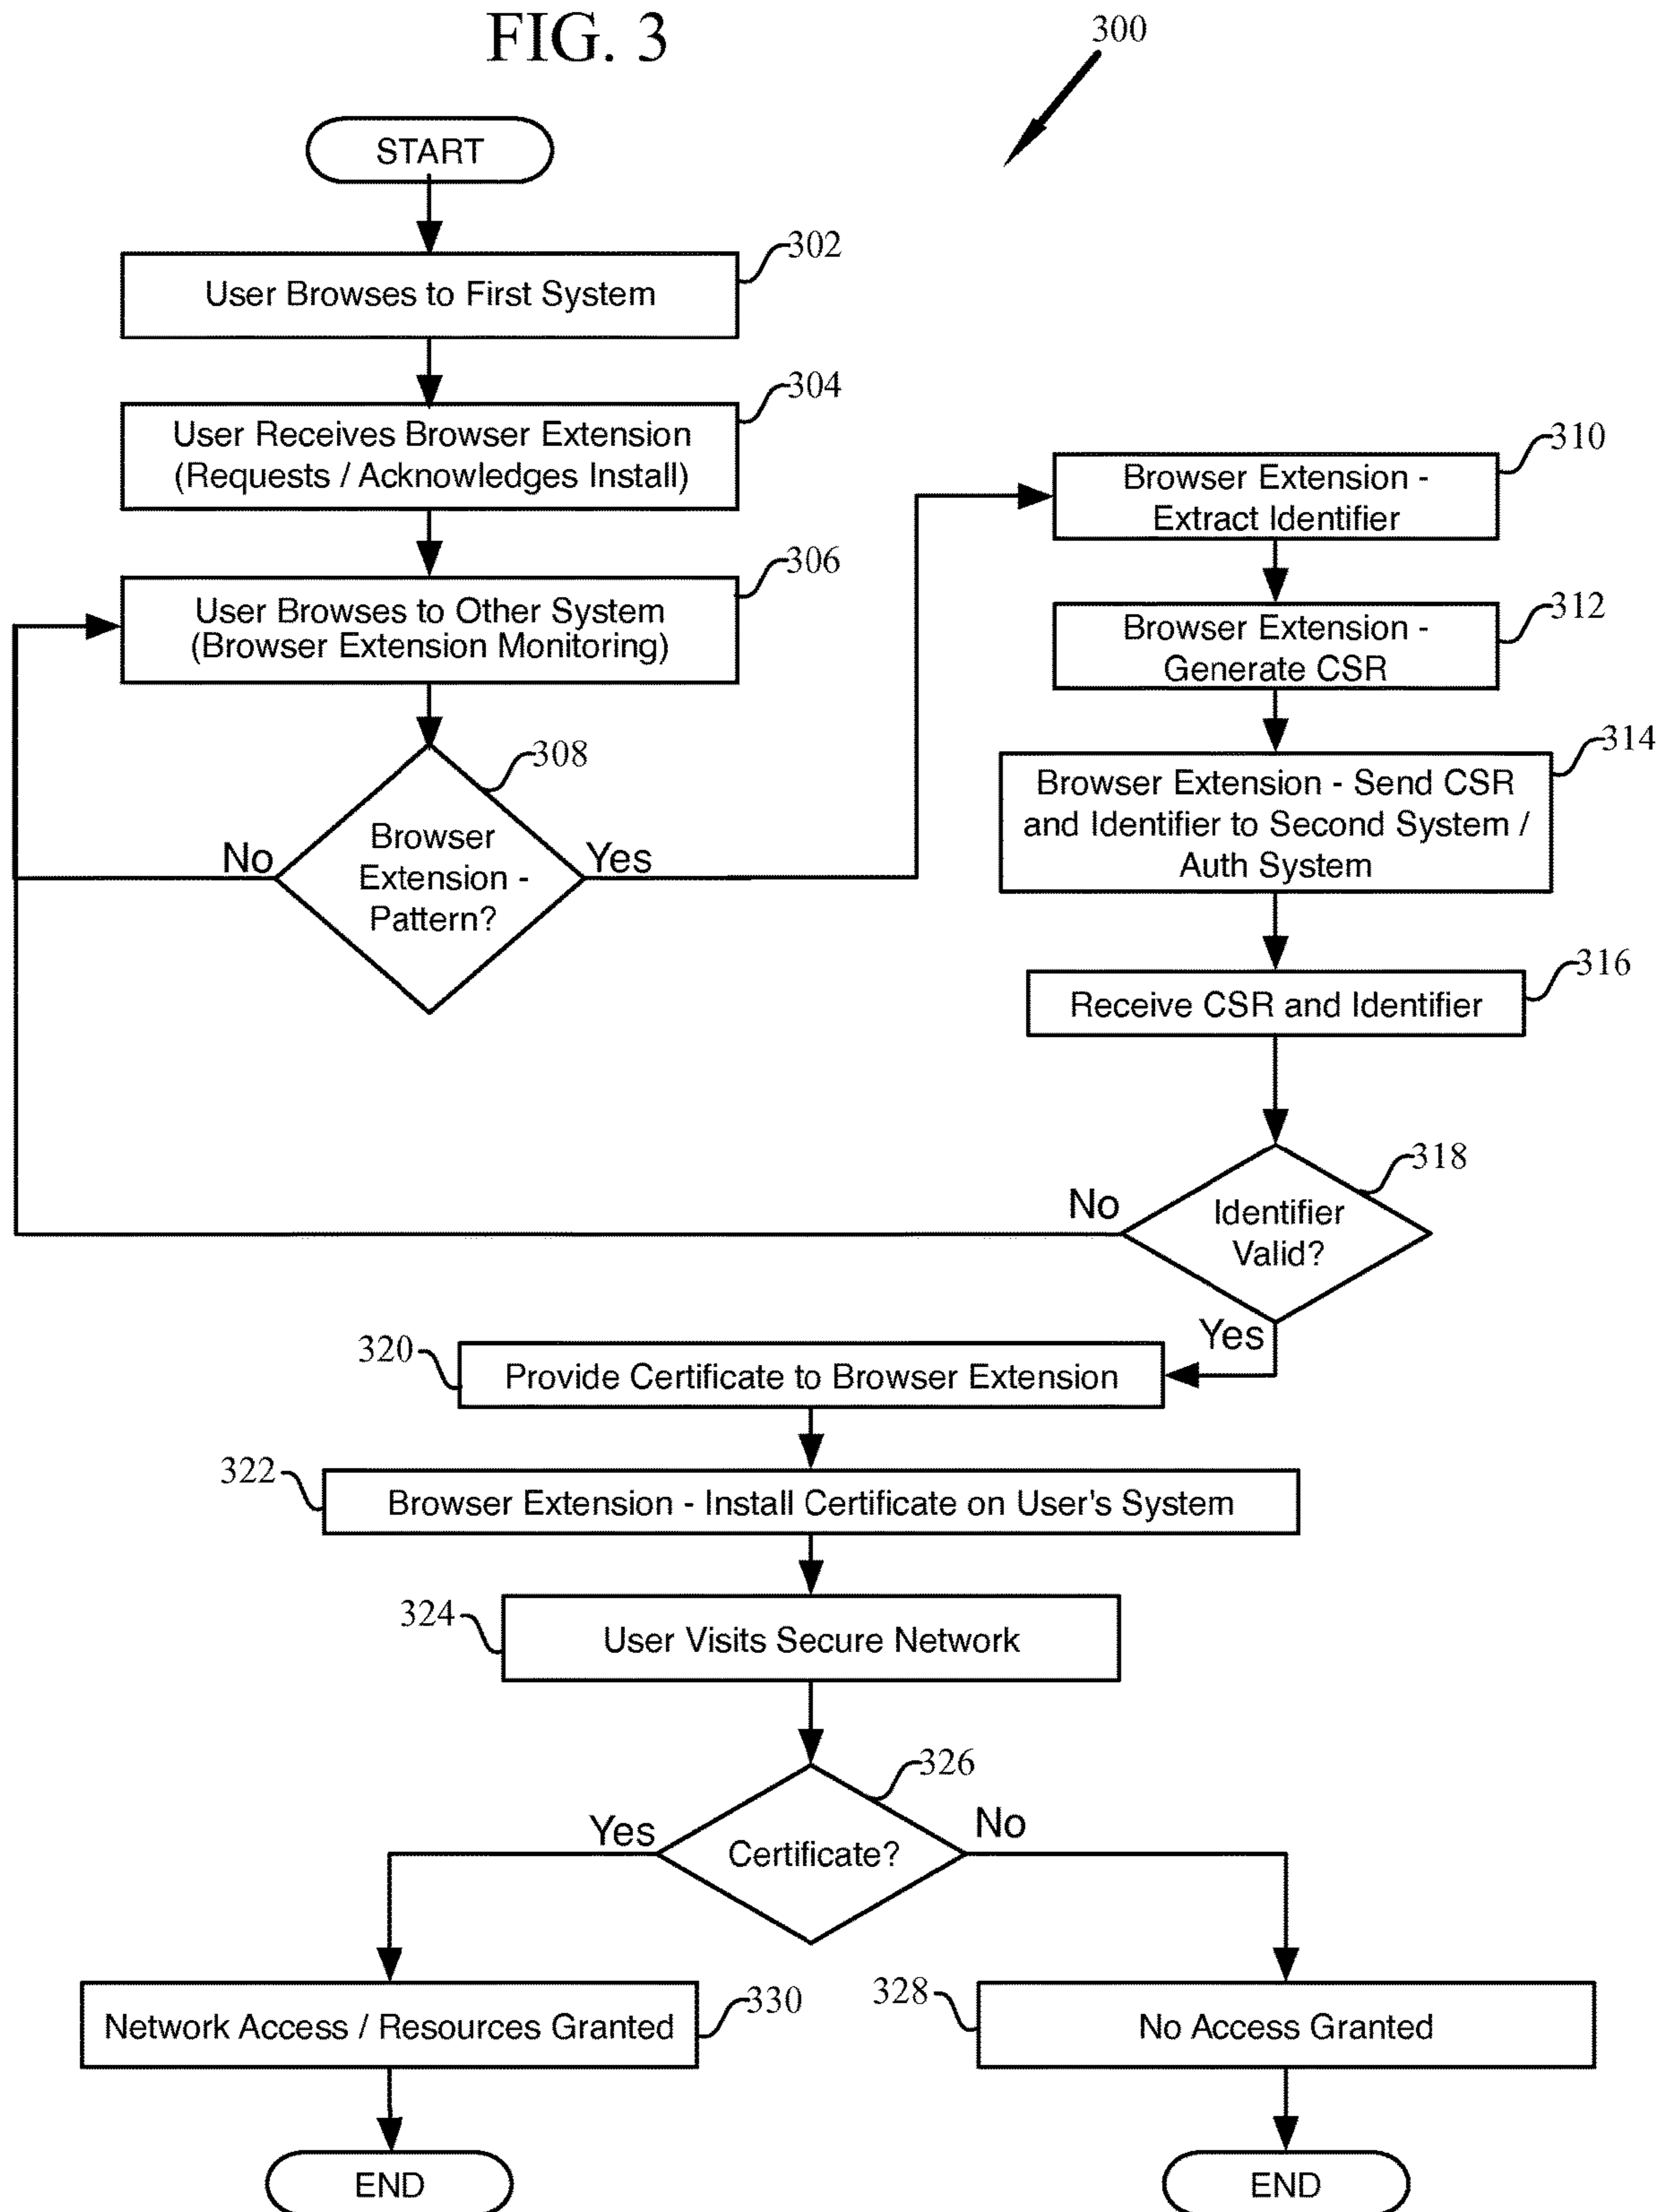 FIG. 3
300
START
302
User Browses to First System
304
User Receives Browser Extension
(Requests / Acknowledges Install)
306
User Browses to Other System
(Browser Extension Monitoring)
308
Browser
Extension -
Pattern?
No
Yes
310
Browser Extension -
Extract Identifier
312
Browser Extension -
Generate CSR
314
Browser Extension - Send CSR
and Identifier to Second System /
Auth System
316
Receive CSR and Identifier
318
Identifier
Valid?
No
Yes
320
Provide Certificate to Browser Extension
322
Browser Extension - Install Certificate on User's System
324
User Visits Secure Network
326
Certificate?
Yes
No
330
Network Access / Resources Granted
328
No Access Granted
END
END